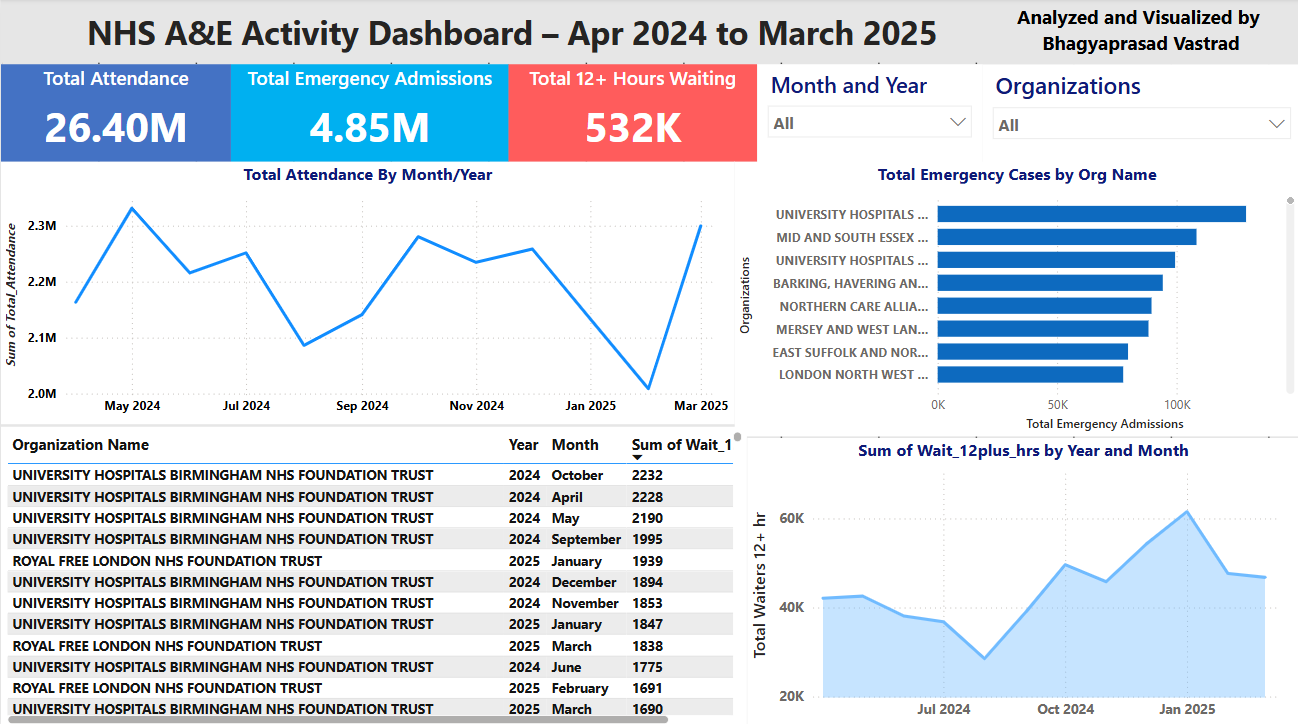 NHS A&E Activity Dashboard – Apr 2024 to March 2025
Analyzed and Visualized by
Bhagyaprasad Vastrad
Total Attendance
26.40M
Total Emergency Admissions
4.85M
Total 12+ Hours Waiting
532K
Month and Year
All
Organizations
All
Total Attendance By Month/Year
Sum of Total_Attendance
2.3M
2.2M
2.1M
2.0M
May 2024 Jul 2024 Sep 2024 Nov 2024 Jan 2025 Mar 2025
Total Emergency Cases by Org Name
Organizations
UNIVERSITY HOSPITALS ...
MID AND SOUTH ESSEX ...
UNIVERSITY HOSPITALS ...
BARKING, HAVERING AN...
NORTHERN CARE ALLIA...
MERSEY AND WEST LAN...
EAST SUFFOLK AND NOR...
LONDON NORTH WEST ...
0K 50K 100K
Total Emergency Admissions
Organization Name Year Month Sum of Wait_1
UNIVERSITY HOSPITALS BIRMINGHAM NHS FOUNDATION TRUST 2024 October 2232
UNIVERSITY HOSPITALS BIRMINGHAM NHS FOUNDATION TRUST 2024 April 2228
UNIVERSITY HOSPITALS BIRMINGHAM NHS FOUNDATION TRUST 2024 May 2190
UNIVERSITY HOSPITALS BIRMINGHAM NHS FOUNDATION TRUST 2024 September 1995
ROYAL FREE LONDON NHS FOUNDATION TRUST 2025 January 1939
UNIVERSITY HOSPITALS BIRMINGHAM NHS FOUNDATION TRUST 2024 December 1894
UNIVERSITY HOSPITALS BIRMINGHAM NHS FOUNDATION TRUST 2024 November 1853
UNIVERSITY HOSPITALS BIRMINGHAM NHS FOUNDATION TRUST 2025 January 1847
ROYAL FREE LONDON NHS FOUNDATION TRUST 2025 March 1838
UNIVERSITY HOSPITALS BIRMINGHAM NHS FOUNDATION TRUST 2024 June 1775
ROYAL FREE LONDON NHS FOUNDATION TRUST 2025 February 1691
UNIVERSITY HOSPITALS BIRMINGHAM NHS FOUNDATION TRUST 2025 March 1690
Sum of Wait_12plus_hrs by Year and Month
Total Waiters 12+ hr
60K
40K
20K
Jul 2024 Oct 2024 Jan 2025